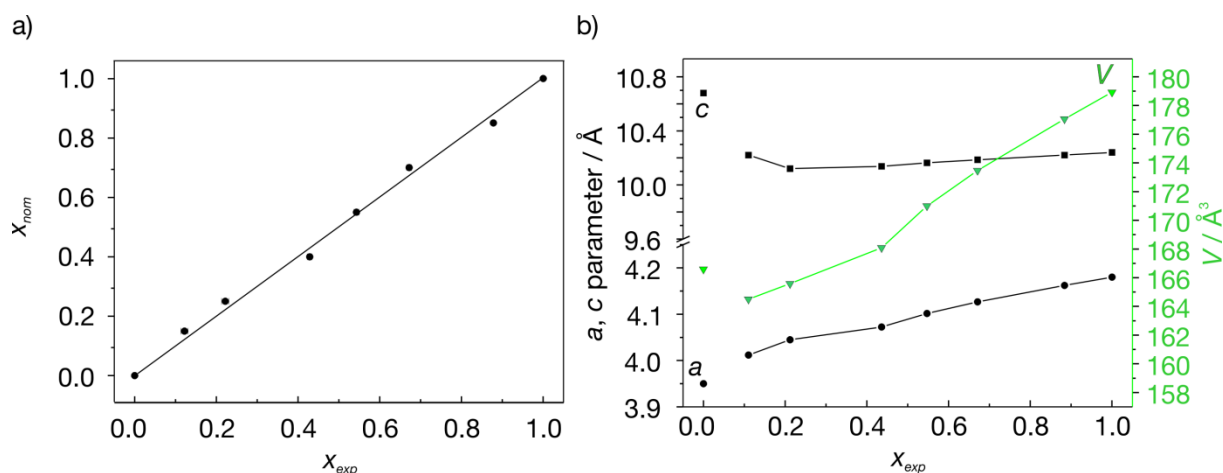 a)
x_nom
1.0
0.8
0.6
0.4
0.2
0.0
0.0 0.2 0.4 0.6 0.8 1.0
x_exp
b)
a, c parameter / Å
10.8
10.4
10.0
9.6
4.2
4.1
4.0
3.9
c
a
V
180
178
176
174
172
170
168
166
164
162
160
158
V / Å³
0.0 0.2 0.4 0.6 0.8 1.0
x_exp